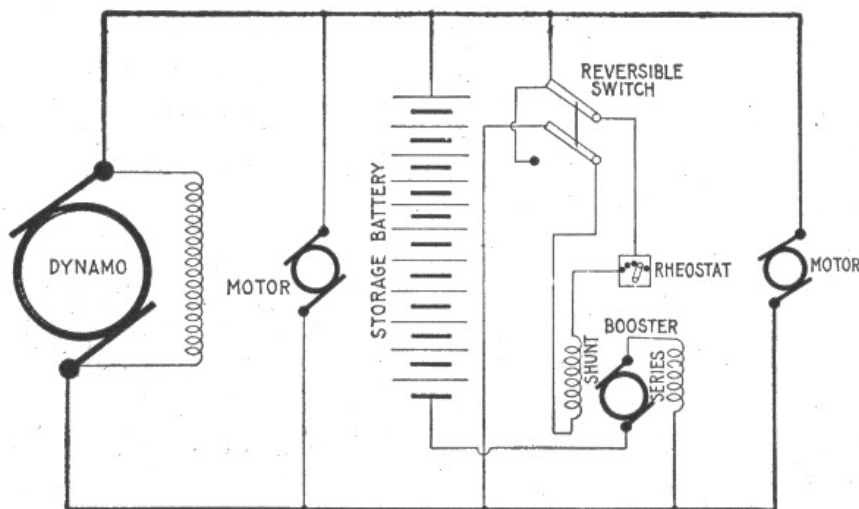 REVERSIBLE
SWITCH
STORAGE BATTERY
DYNAMO
MOTOR
RHEOSTAT
MOTOR
BOOSTER
SHUNT
SERIES